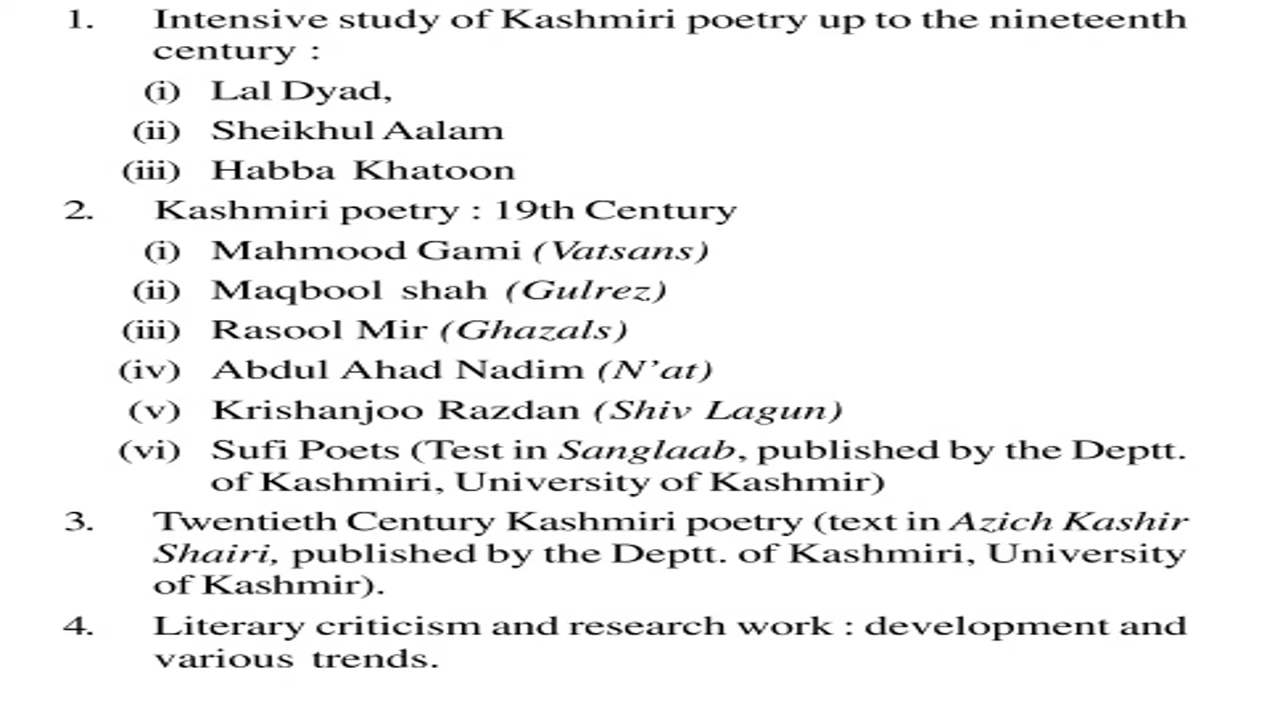 1. Intensive study of Kashmiri poetry up to the nineteenth
century :
(i) Lal Dyad,
(ii) Sheikhul Aalam
(iii) Habba Khatoon
2. Kashmiri poetry : 19th Century
(i) Mahmood Gami (Vatsans)
(ii) Maqbool shah (Gulrez)
(iii) Rasool Mir (Ghazals)
(iv) Abdul Ahad Nadim (N’at)
(v) Krishanjoo Razdan (Shiv Lagun)
(vi) Sufi Poets (Test in Sanglaab, published by the Deptt.
of Kashmiri, University of Kashmir)
3. Twentieth Century Kashmiri poetry (text in Azich Kashir
Shairi, published by the Deptt. of Kashmiri, University
of Kashmir).
4. Literary criticism and research work : development and
various trends.